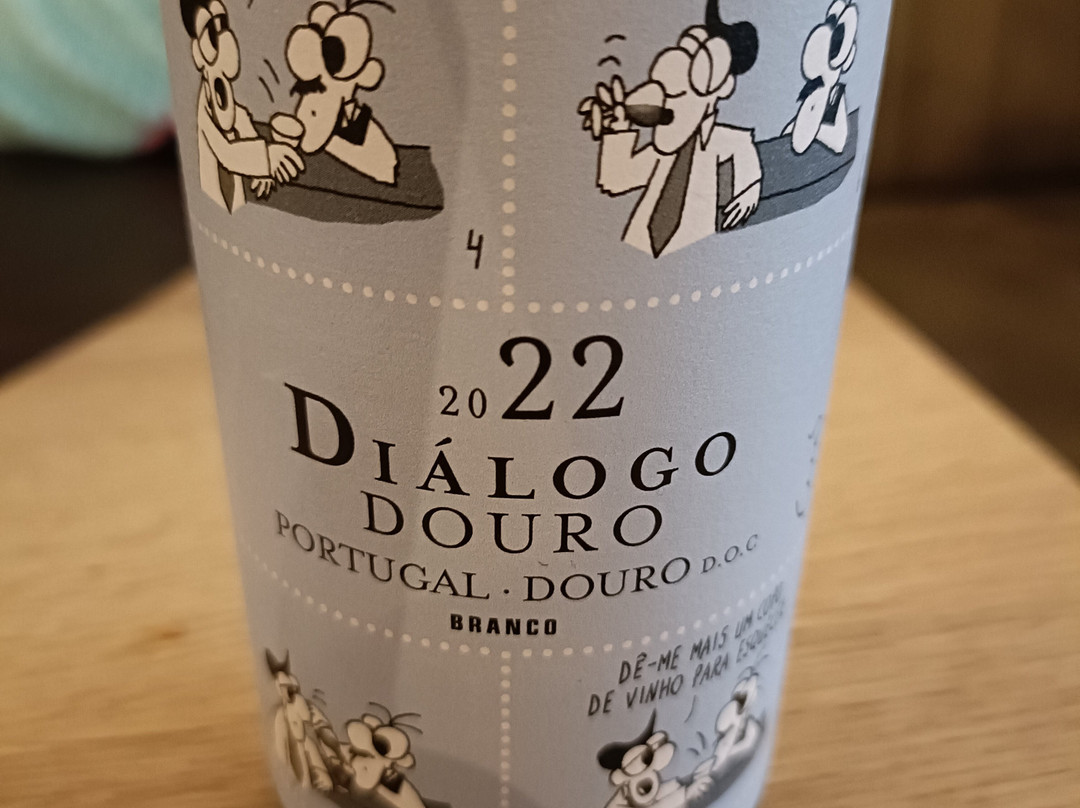 4
2022
DIÁLOGO
DOURO
PORTUGAL · DOURO D.O.C
BRANCO
DÊ-ME MAIS UM COPO
DE VINHO PARA ESQUECER